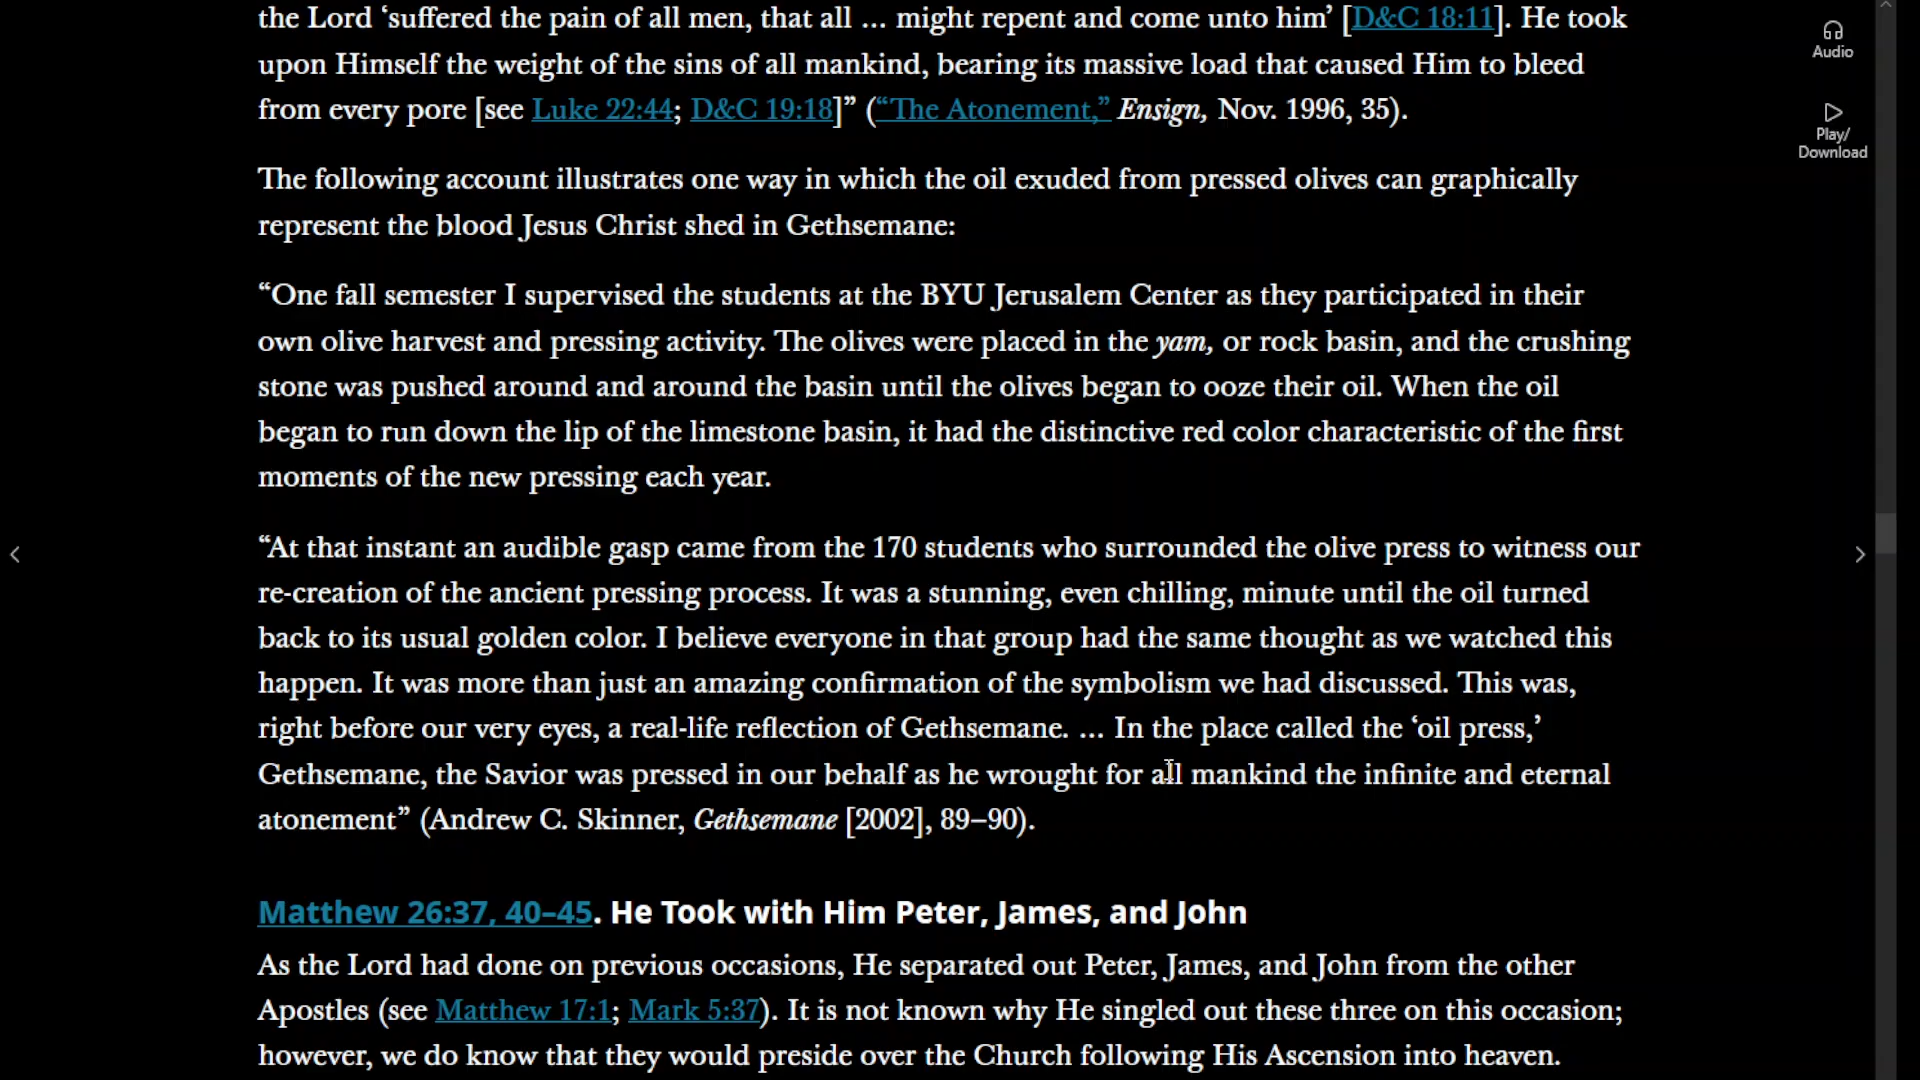 the Lord ‘suffered the pain of all men, that all … might repent and come unto him’ [D&C 18:11]. He took
upon Himself the weight of the sins of all mankind, bearing its massive load that caused Him to bleed
from every pore [see Luke 22:44; D&C 19:18]” (“The Atonement,” Ensign, Nov. 1996, 35).
The following account illustrates one way in which the oil exuded from pressed olives can graphically
represent the blood Jesus Christ shed in Gethsemane:
“One fall semester I supervised the students at the BYU Jerusalem Center as they participated in their
own olive harvest and pressing activity. The olives were placed in the yam, or rock basin, and the crushing
stone was pushed around and around the basin until the olives began to ooze their oil. When the oil
began to run down the lip of the limestone basin, it had the distinctive red color characteristic of the first
moments of the new pressing each year.
“At that instant an audible gasp came from the 170 students who surrounded the olive press to witness our
re-creation of the ancient pressing process. It was a stunning, even chilling, minute until the oil turned
back to its usual golden color. I believe everyone in that group had the same thought as we watched this
happen. It was more than just an amazing confirmation of the symbolism we had discussed. This was,
right before our very eyes, a real-life reflection of Gethsemane. … In the place called the ‘oil press,’
Gethsemane, the Savior was pressed in our behalf as he wrought for all mankind the infinite and eternal
atonement” (Andrew C. Skinner, Gethsemane [2002], 89–90).
Matthew 26:37, 40–45. He Took with Him Peter, James, and John
As the Lord had done on previous occasions, He separated out Peter, James, and John from the other
Apostles (see Matthew 17:1; Mark 5:37). It is not known why He singled out these three on this occasion;
however, we do know that they would preside over the Church following His Ascension into heaven.
Audio
Play/
Download